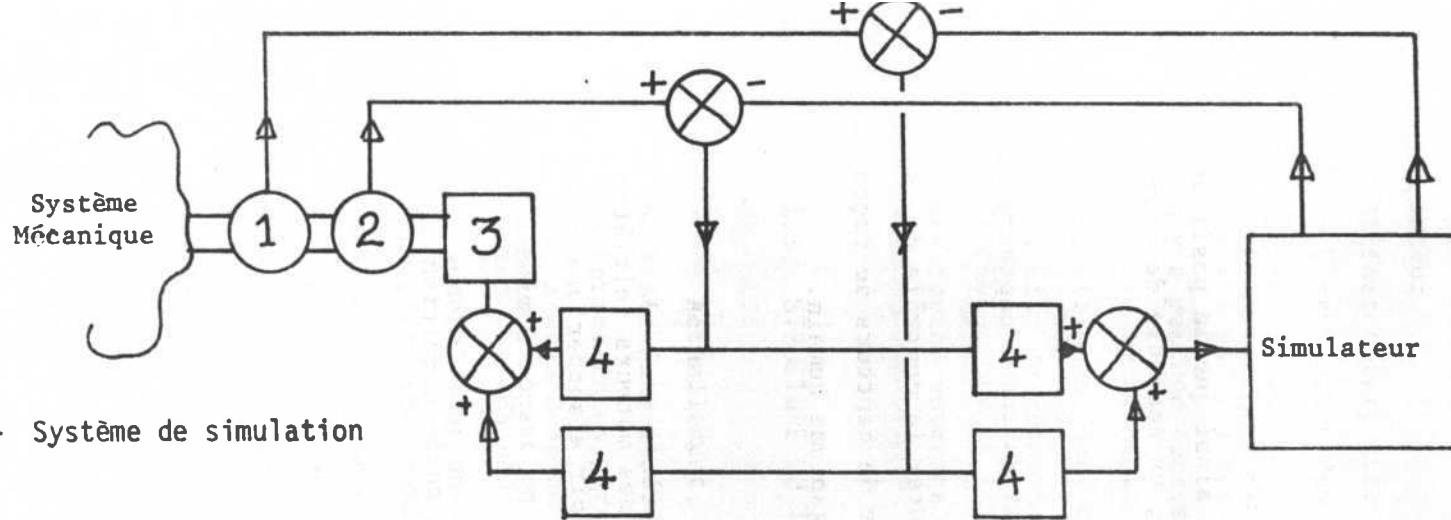 + -
+ -
Système
Mécanique
1 2 3
+ 4 4 +
Simulateur
+ +
Système de simulation
4 4